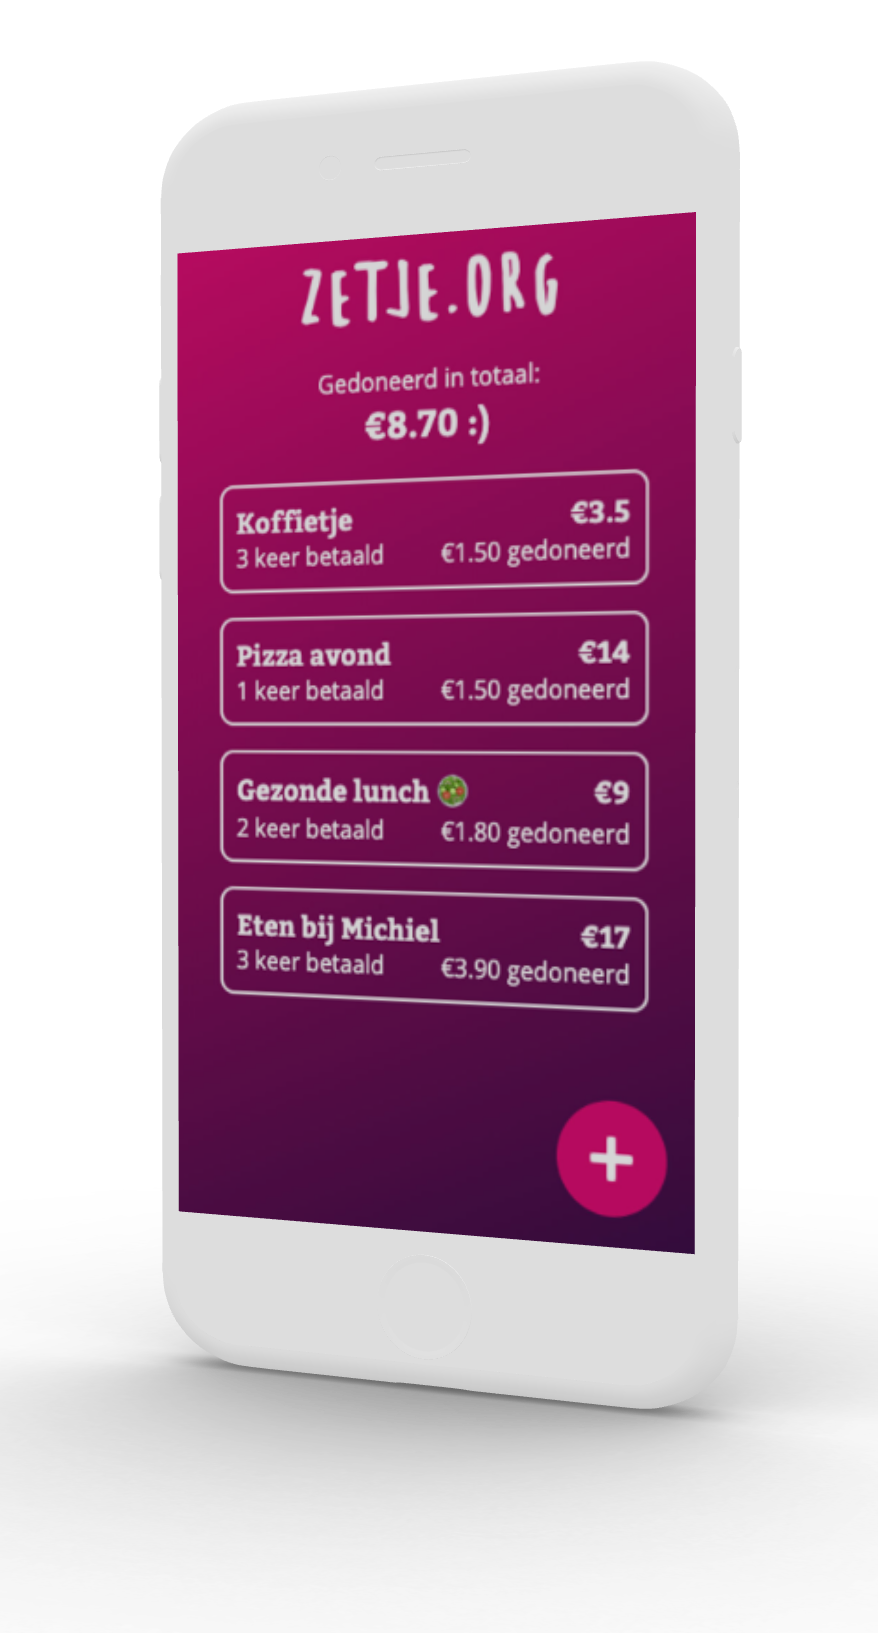 ZETJE.ORG
Gedoneerd in totaal:
€8.70 :)
Koffietje €3.5
3 keer betaald €1.50 gedoneerd
Pizza avond €14
1 keer betaald €1.50 gedoneerd
Gezonde lunch 🥗 €9
2 keer betaald €1.80 gedoneerd
Eten bij Michiel €17
3 keer betaald €3.90 gedoneerd
+